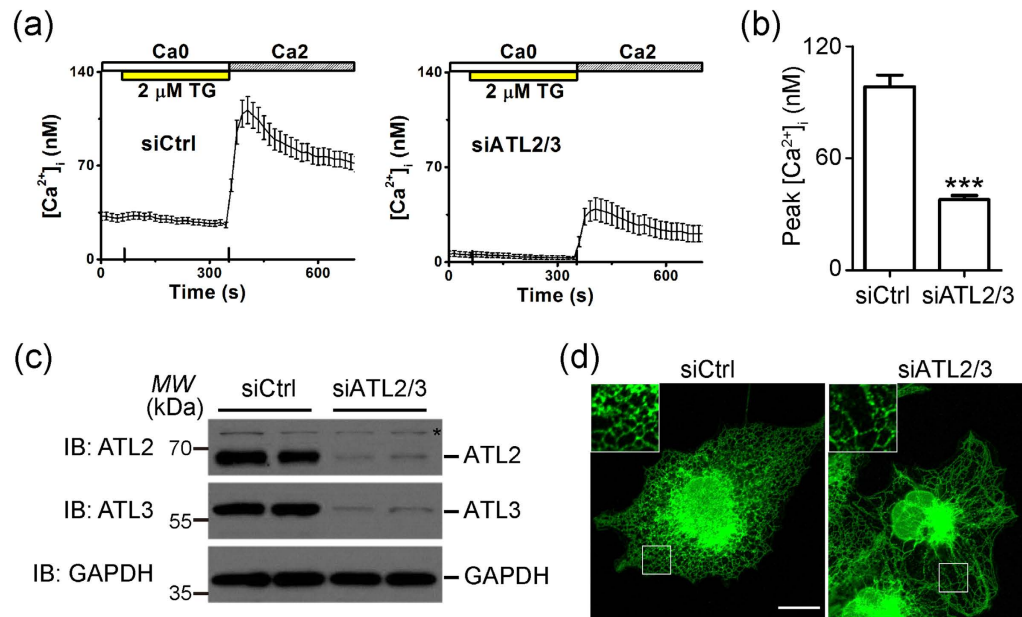 (a)
Ca0 Ca2
140
2 μM TG
siCtrl
70
0
[Ca²⁺]ᵢ (nM)
0 300 600
Time (s)
Ca0 Ca2
140
2 μM TG
siATL2/3
70
0
[Ca²⁺]ᵢ (nM)
0 300 600
Time (s)
(b)
120
60
0
Peak [Ca²⁺]ᵢ (nM)
***
siCtrl siATL2/3
(c)
MW
(kDa)
siCtrl siATL2/3
*
IB: ATL2 70 ATL2
IB: ATL3 55 ATL3
IB: GAPDH 35 GAPDH
(d)
siCtrl siATL2/3